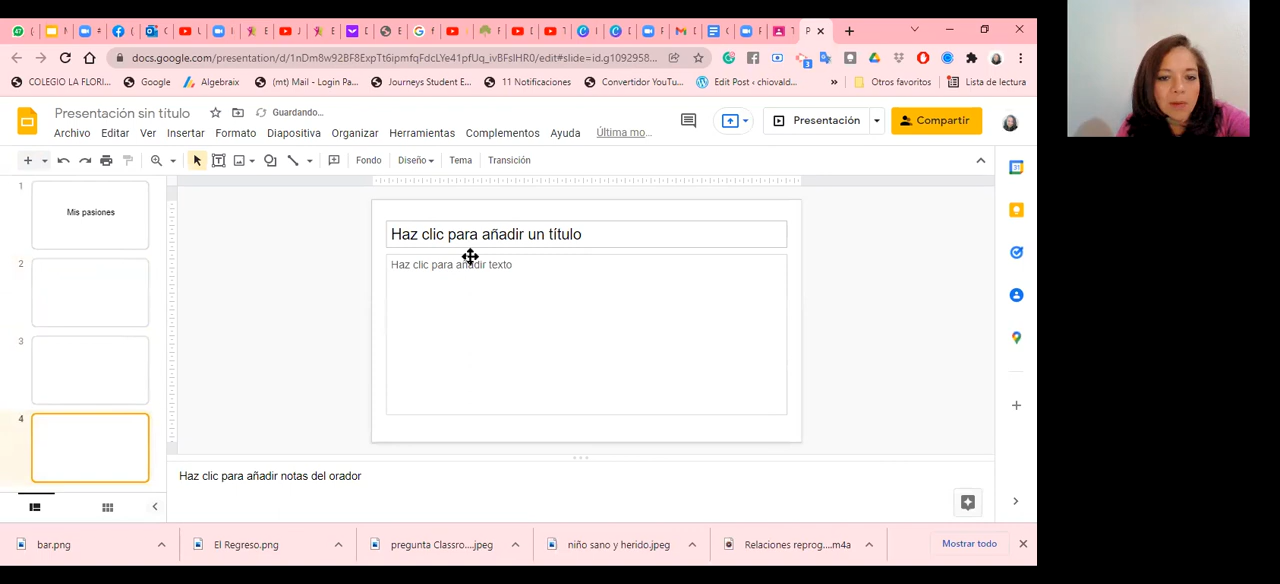 docs.google.com/presentation/d/1nDm8w92BF8ExpTt6ipmfqFdcLYe41pfUq_ivBFslHR0/edit#slide=id.g1092958...
COLEGIO LA FLORI...
Google
Algebraix
(mt) Mail - Login Pa...
Journeys Student E...
11 Notificaciones
Convertidor YouTu...
Edit Post ‹ chiovald...
»
Otros favoritos
Lista de lectura
Presentación sin título
Guardando...
Archivo Editar Ver Insertar Formato Diapositiva Organizar Herramientas Complementos Ayuda Última mo...
Presentación
Compartir
Fondo Diseño Tema Transición
1
Mis pasiones
2
3
4
Haz clic para añadir un título
Haz clic para añadir texto
Haz clic para añadir notas del orador
bar.png
El Regreso.png
pregunta Classro....jpeg
niño sano y herido.jpeg
Relaciones reprog....m4a
Mostrar todo